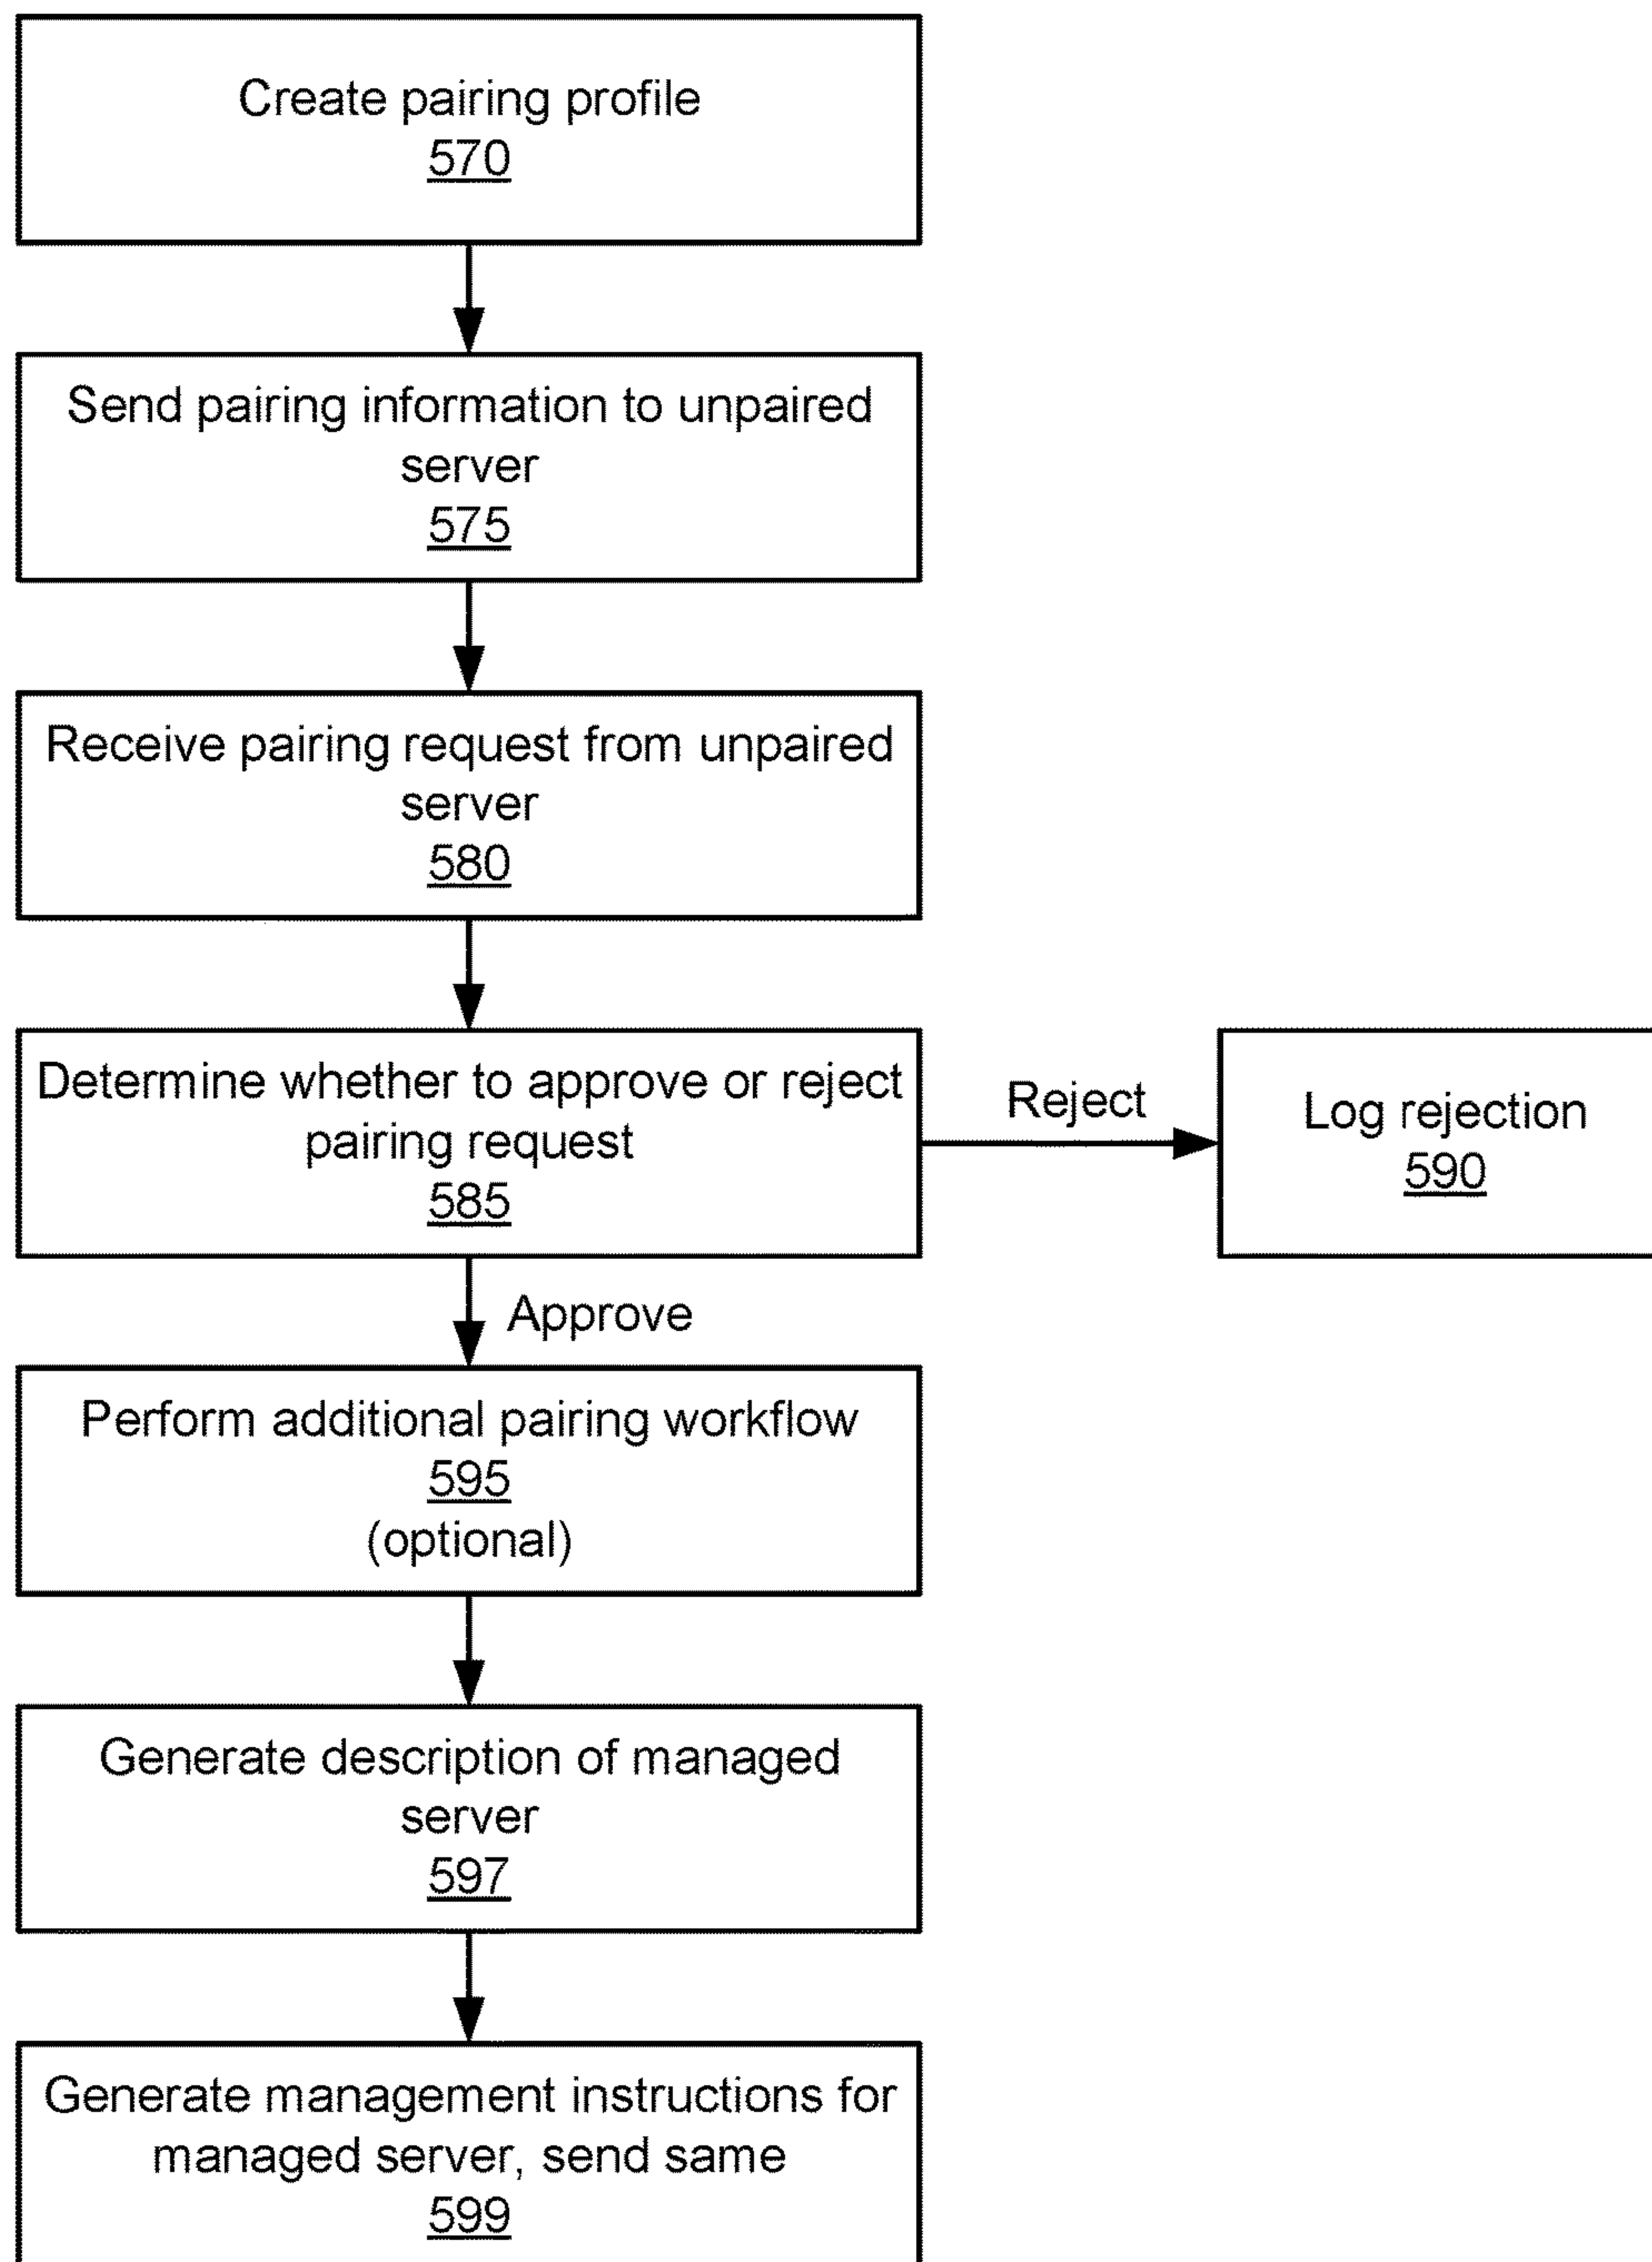 Create pairing profile
570
Send pairing information to unpaired
server
575
Receive pairing request from unpaired
server
580
Determine whether to approve or reject
pairing request
585
Reject
Log rejection
590
Approve
Perform additional pairing workflow
595
(optional)
Generate description of managed
server
597
Generate management instructions for
managed server, send same
599